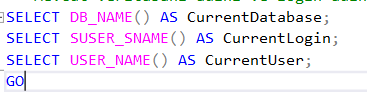 SELECT DB_NAME() AS CurrentDatabase;
SELECT SUSER_SNAME() AS CurrentLogin;
SELECT USER_NAME() AS CurrentUser;
GO